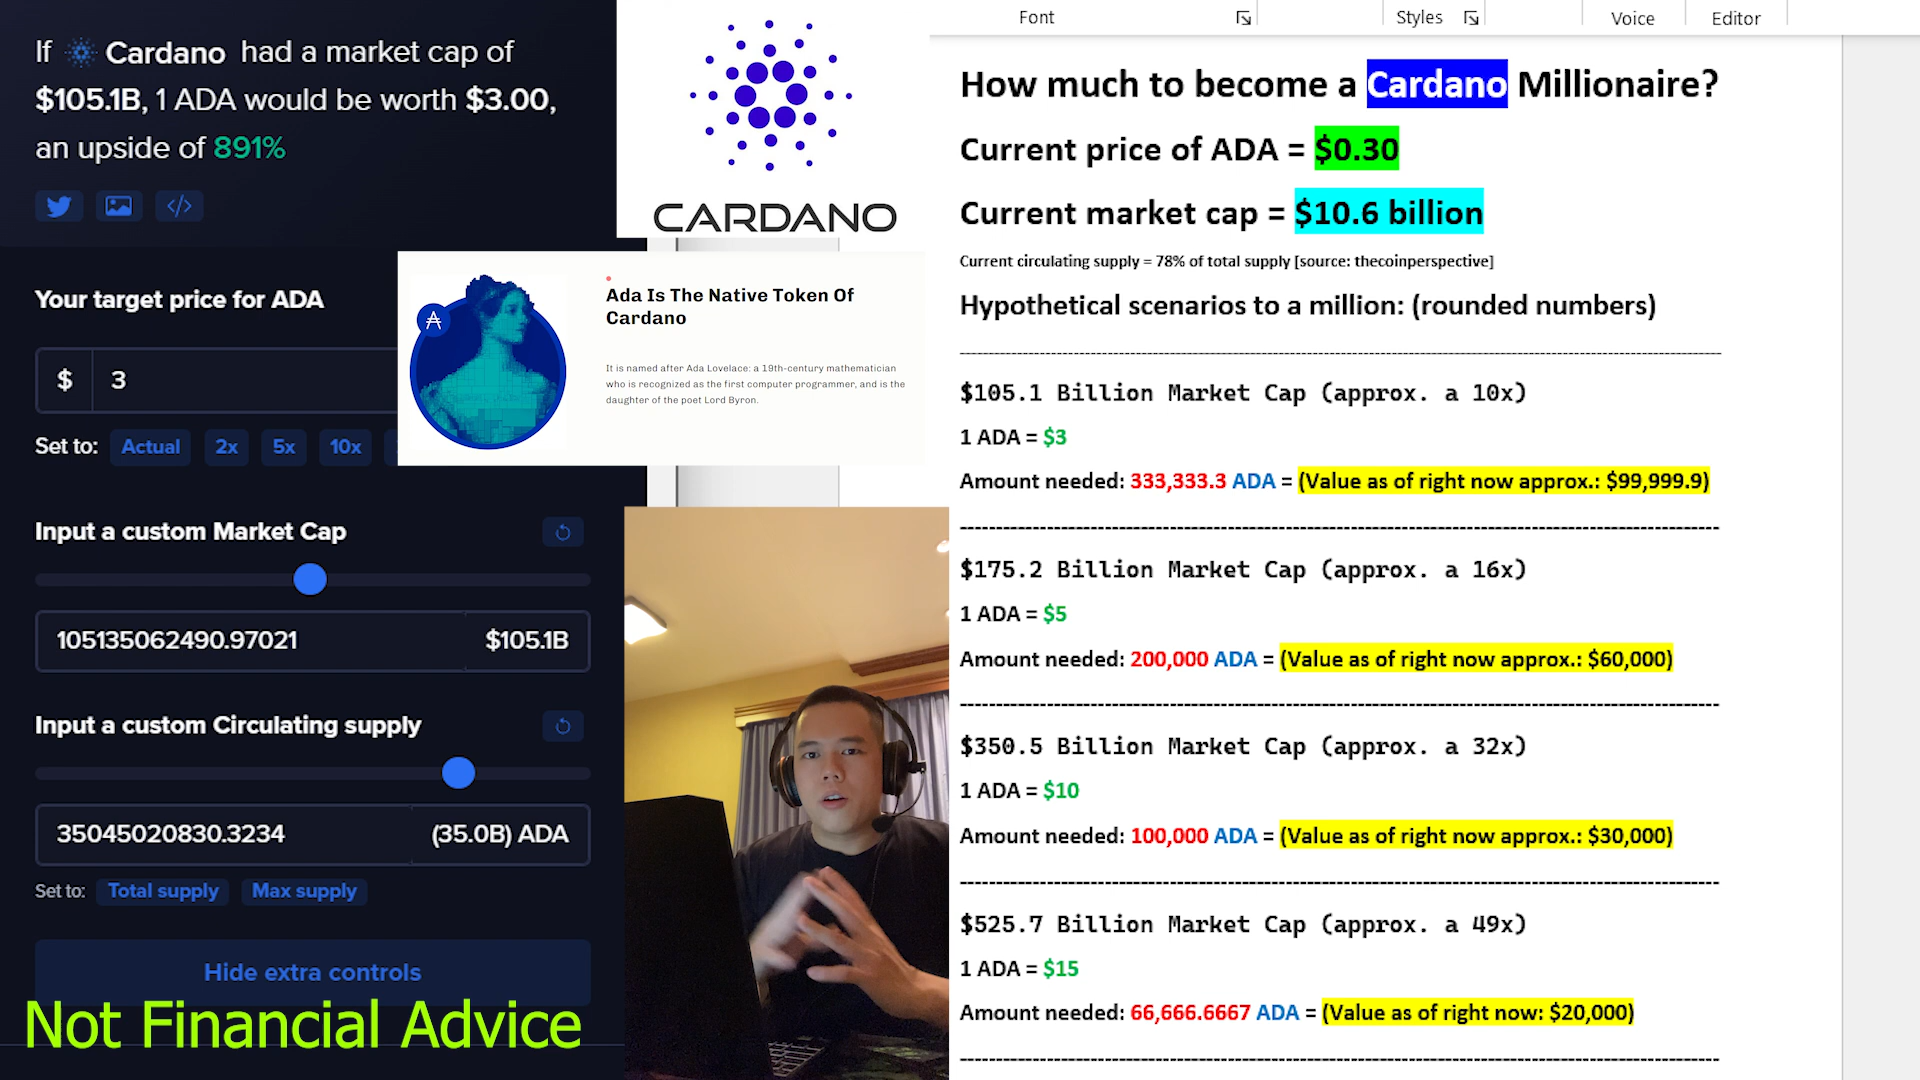 If Cardano had a market cap of
$105.1B, 1 ADA would be worth $3.00,
an upside of 891%
Your target price for ADA
$ 3
Set to: Actual 2x 5x 10x
Input a custom Market Cap
105135062490.97021 $105.1B
Input a custom Circulating supply
35045020830.3234 (35.0B) ADA
Set to: Total supply Max supply
Hide extra controls
Not Financial Advice
CARDANO
Ada Is The Native Token Of
Cardano
It is named after Ada Lovelace: a 19th-century mathematician
who is recognized as the first computer programmer, and is the
daughter of the poet Lord Byron.
Font Styles Voice Editor
How much to become a Cardano Millionaire?
Current price of ADA = $0.30
Current market cap = $10.6 billion
Current circulating supply = 78% of total supply [source: thecoinperspective]
Hypothetical scenarios to a million: (rounded numbers)
$105.1 Billion Market Cap (approx. a 10x)
1 ADA = $3
Amount needed: 333,333.3 ADA = (Value as of right now approx.: $99,999.9)
$175.2 Billion Market Cap (approx. a 16x)
1 ADA = $5
Amount needed: 200,000 ADA = (Value as of right now approx.: $60,000)
$350.5 Billion Market Cap (approx. a 32x)
1 ADA = $10
Amount needed: 100,000 ADA = (Value as of right now approx.: $30,000)
$525.7 Billion Market Cap (approx. a 49x)
1 ADA = $15
Amount needed: 66,666.6667 ADA = (Value as of right now: $20,000)